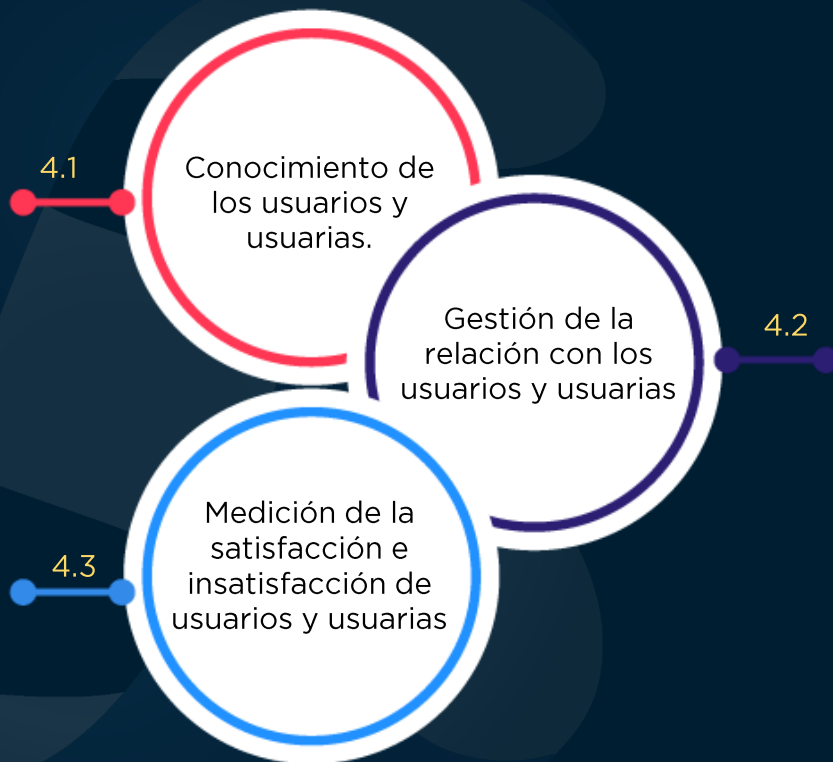 4.1
Conocimiento de
los usuarios y
usuarias.
4.2
Gestión de la
relación con los
usuarios y usuarias
4.3
Medición de la
satisfacción e
insatisfacción de
usuarios y usuarias